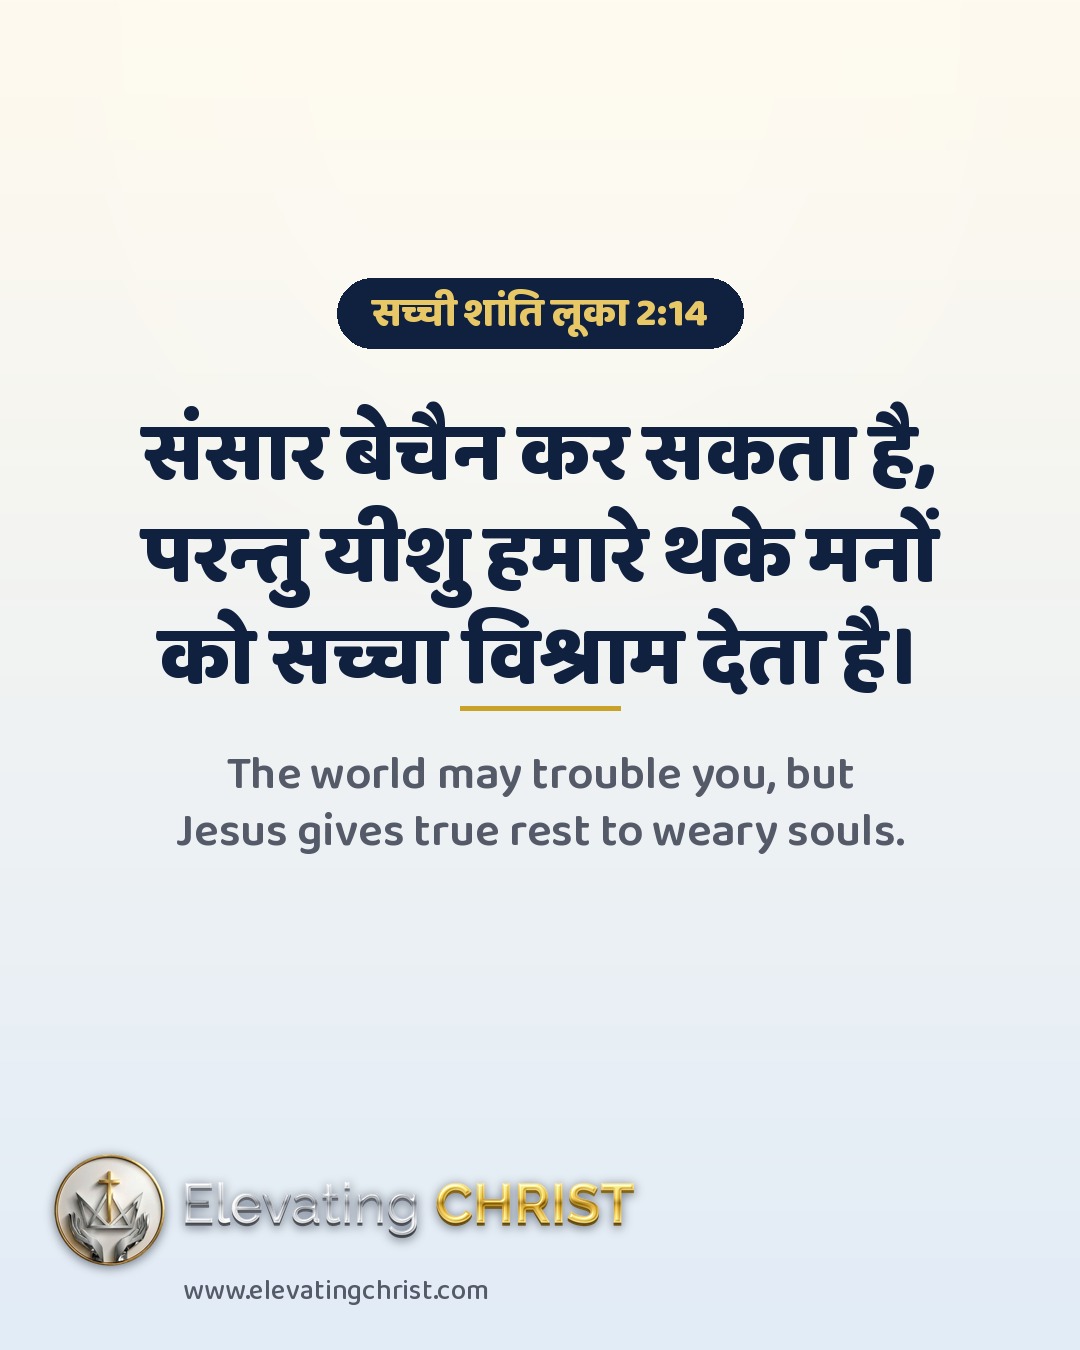 सच्ची शांति लूका 2:14
संसार बेचैन कर सकता है,
परन्तु यीशु हमारे थके मनों
को सच्चा विश्राम देता है।
The world may trouble you, but
Jesus gives true rest to weary souls.
Elevating CHRIST
www.elevatingchrist.com